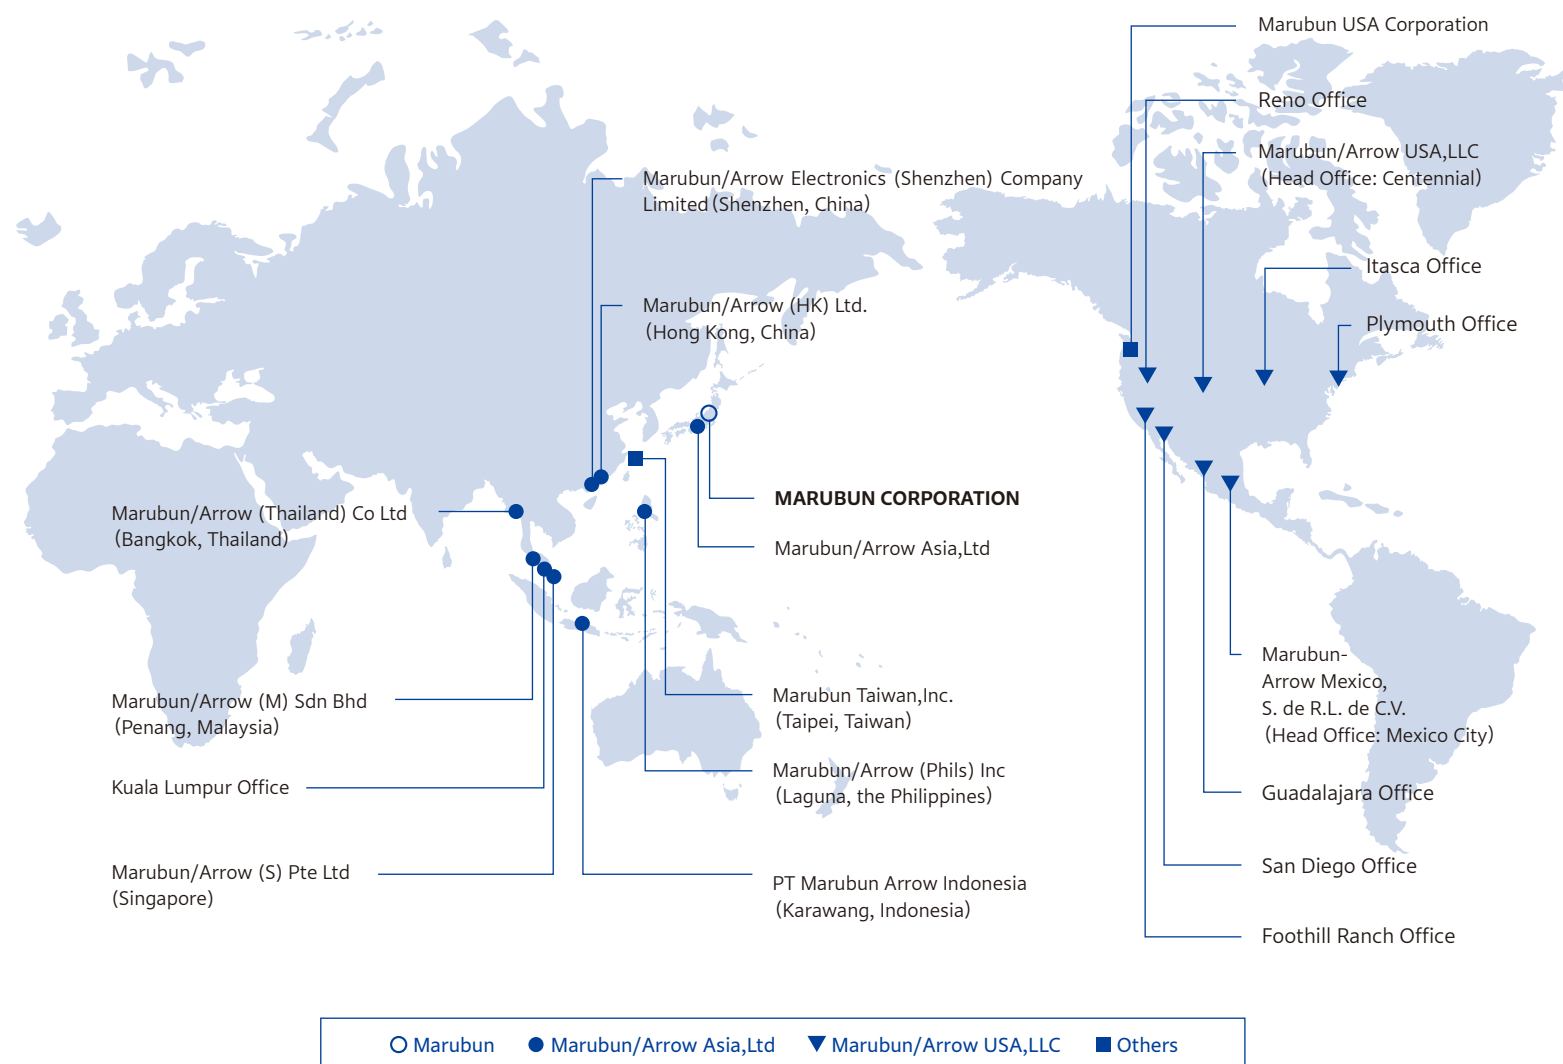 Marubun USA Corporation
Reno Office
Marubun/Arrow USA,LLC
(Head Office: Centennial)
Itasca Office
Plymouth Office
Marubun/Arrow Electronics (Shenzhen) Company
Limited (Shenzhen, China)
Marubun/Arrow (HK) Ltd.
(Hong Kong, China)
MARUBUN CORPORATION
Marubun/Arrow Asia,Ltd
Marubun/Arrow (Thailand) Co Ltd
(Bangkok, Thailand)
Marubun/Arrow (M) Sdn Bhd
(Penang, Malaysia)
Kuala Lumpur Office
Marubun/Arrow (S) Pte Ltd
(Singapore)
Marubun Taiwan,Inc.
(Taipei, Taiwan)
Marubun/Arrow (Phils) Inc
(Laguna, the Philippines)
PT Marubun Arrow Indonesia
(Karawang, Indonesia)
Marubun-
Arrow Mexico,
S. de R.L. de C.V.
(Head Office: Mexico City)
Guadalajara Office
San Diego Office
Foothill Ranch Office
Marubun Marubun/Arrow Asia,Ltd Marubun/Arrow USA,LLC Others